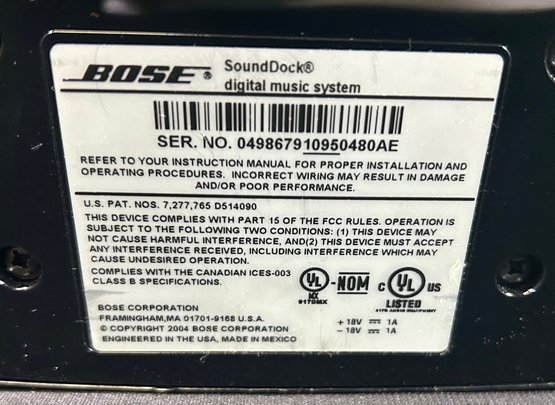 BOSE® SoundDock®
digital music system
SER. NO. 049867910950480AE
REFER TO YOUR INSTRUCTION MANUAL FOR PROPER INSTALLATION AND
OPERATING PROCEDURES. INCORRECT WIRING MAY RESULT IN DAMAGE
AND/OR POOR PERFORMANCE.
U.S. PAT. NOS. 7,277,765 D514090
THIS DEVICE COMPLIES WITH PART 15 OF THE FCC RULES. OPERATION IS
SUBJECT TO THE FOLLOWING TWO CONDITIONS: (1) THIS DEVICE MAY
NOT CAUSE HARMFUL INTERFERENCE, AND(2) THIS DEVICE MUST ACCEPT
ANY INTERFERENCE RECEIVED, INCLUDING INTERFERENCE WHICH MAY
CAUSE UNDESIRED OPERATION.
COMPLIES WITH THE CANADIAN ICES-003
CLASS B SPECIFICATIONS.
UL -NOM C UL US
MX LISTED
917DMX 917D AUDIO EQUIPMENT
BOSE CORPORATION
FRAMINGHAM,MA 01701-9168 U.S.A.
© COPYRIGHT 2004 BOSE CORPORATION
ENGINEERED IN THE USA, MADE IN MEXICO
+18V 1A
-18V 1A